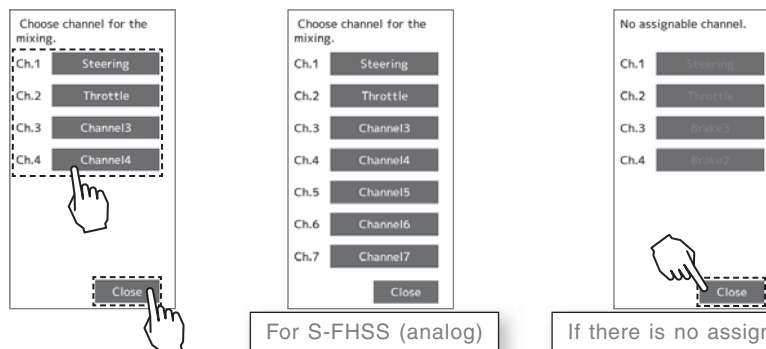 Choose channel for the
mixing.
Ch.1 Steering
Ch.2 Throttle
Ch.3 Channel3
Ch.4 Channel4
Close
Choose channel for the
mixing.
Ch.1 Steering
Ch.2 Throttle
Ch.3 Channel3
Ch.4 Channel4
Ch.5 Channel5
Ch.6 Channel6
Ch.7 Channel7
Close
For S-FHSS (analog)
No assignable channel.
Ch.1 Steering
Ch.2 Throttle
Ch.3 Brake3
Ch.4 Brake2
Close
If there is no assign